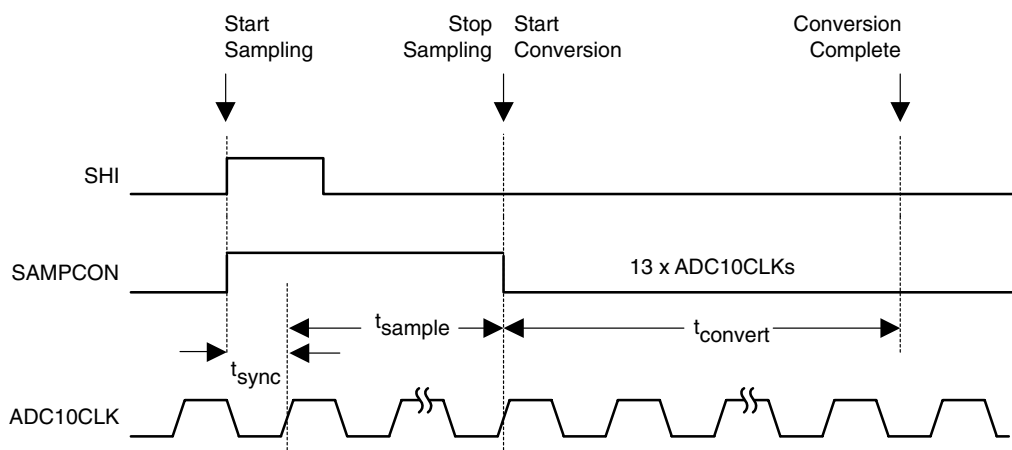 Start
Sampling
Stop
Sampling
Start
Conversion
Conversion
Complete
SHI
SAMPCON
13 x ADC10CLKs
tsample
tconvert
tsync
ADC10CLK